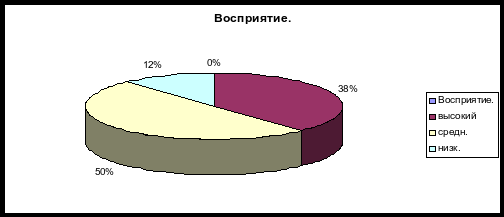 Восприятие.
12%
0%
38%
50%
Восприятие.
высокий
средн.
низк.